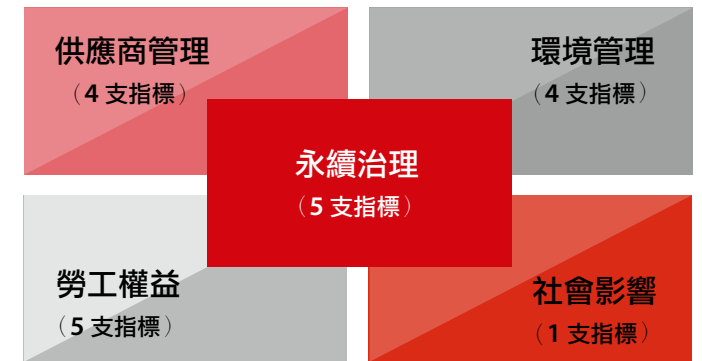 供應商管理
（4 支指標）
環境管理
（4 支指標）
永續治理
（5 支指標）
勞工權益
（5 支指標）
社會影響
（1 支指標）